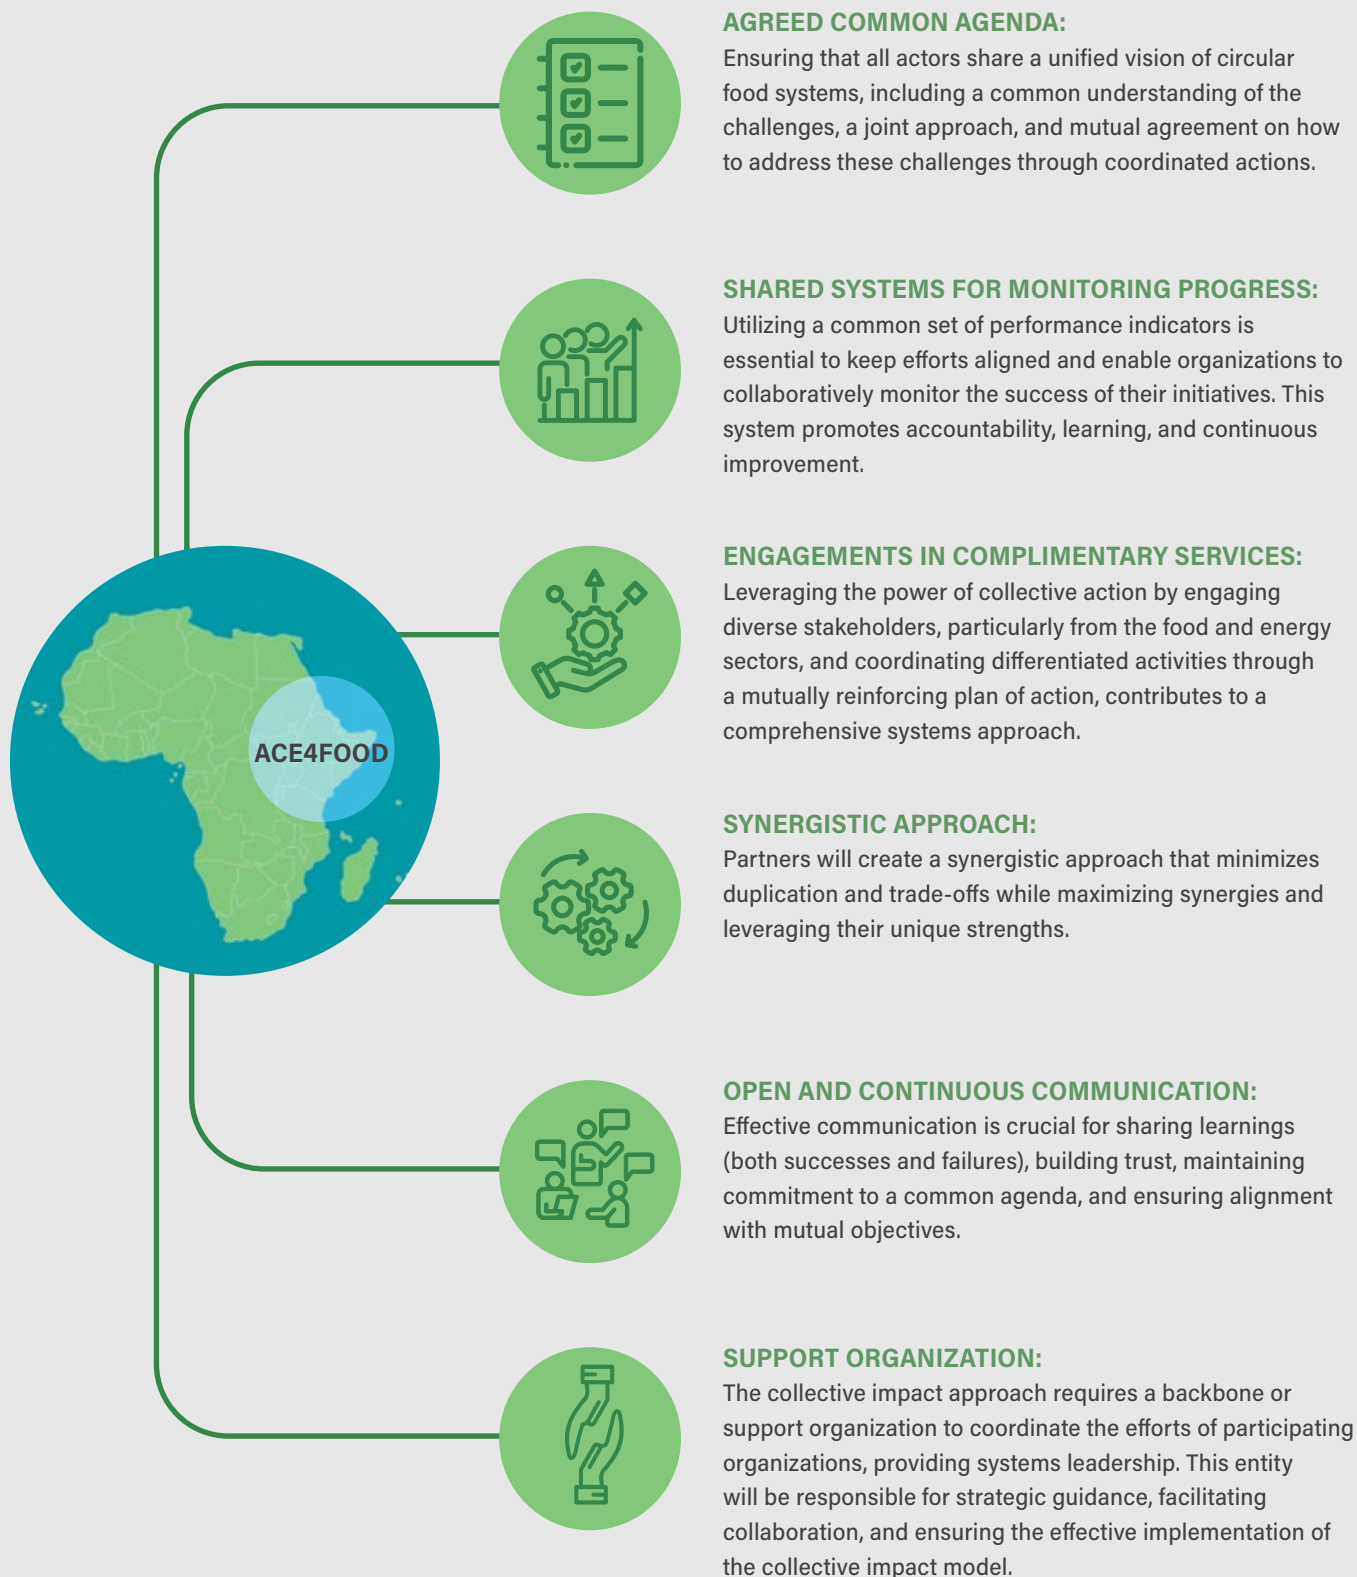 AGREED COMMON AGENDA:
Ensuring that all actors share a unified vision of circular
food systems, including a common understanding of the
challenges, a joint approach, and mutual agreement on how
to address these challenges through coordinated actions.
SHARED SYSTEMS FOR MONITORING PROGRESS:
Utilizing a common set of performance indicators is
essential to keep efforts aligned and enable organizations to
collaboratively monitor the success of their initiatives. This
system promotes accountability, learning, and continuous
improvement.
ENGAGEMENTS IN COMPLIMENTARY SERVICES:
Leveraging the power of collective action by engaging
diverse stakeholders, particularly from the food and energy
sectors, and coordinating differentiated activities through
a mutually reinforcing plan of action, contributes to a
comprehensive systems approach.
ACE4FOOD
SYNERGISTIC APPROACH:
Partners will create a synergistic approach that minimizes
duplication and trade-offs while maximizing synergies and
leveraging their unique strengths.
OPEN AND CONTINUOUS COMMUNICATION:
Effective communication is crucial for sharing learnings
(both successes and failures), building trust, maintaining
commitment to a common agenda, and ensuring alignment
with mutual objectives.
SUPPORT ORGANIZATION:
The collective impact approach requires a backbone or
support organization to coordinate the efforts of participating
organizations, providing systems leadership. This entity
will be responsible for strategic guidance, facilitating
collaboration, and ensuring the effective implementation of
the collective impact model.